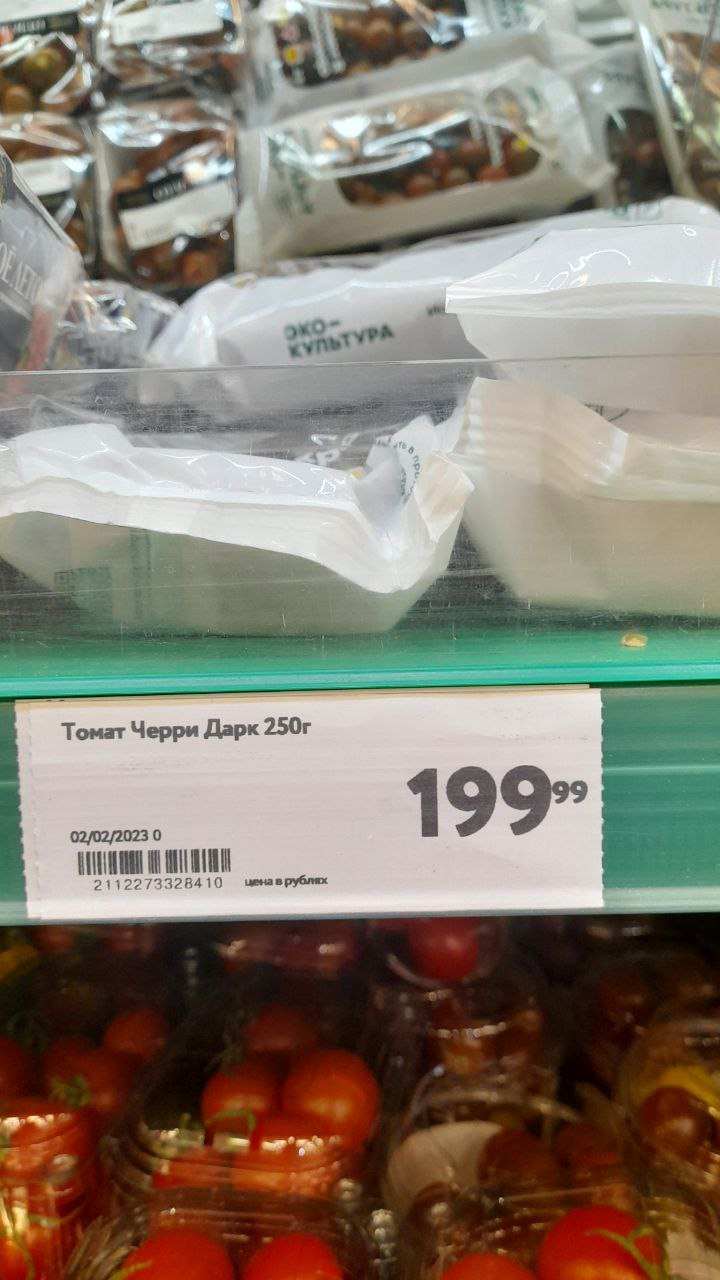 ЭКО-
КУЛЬТУРА
Томат Черри Дарк 250г
199 99
02/02/2023 0
2112273328410
цена в рублях